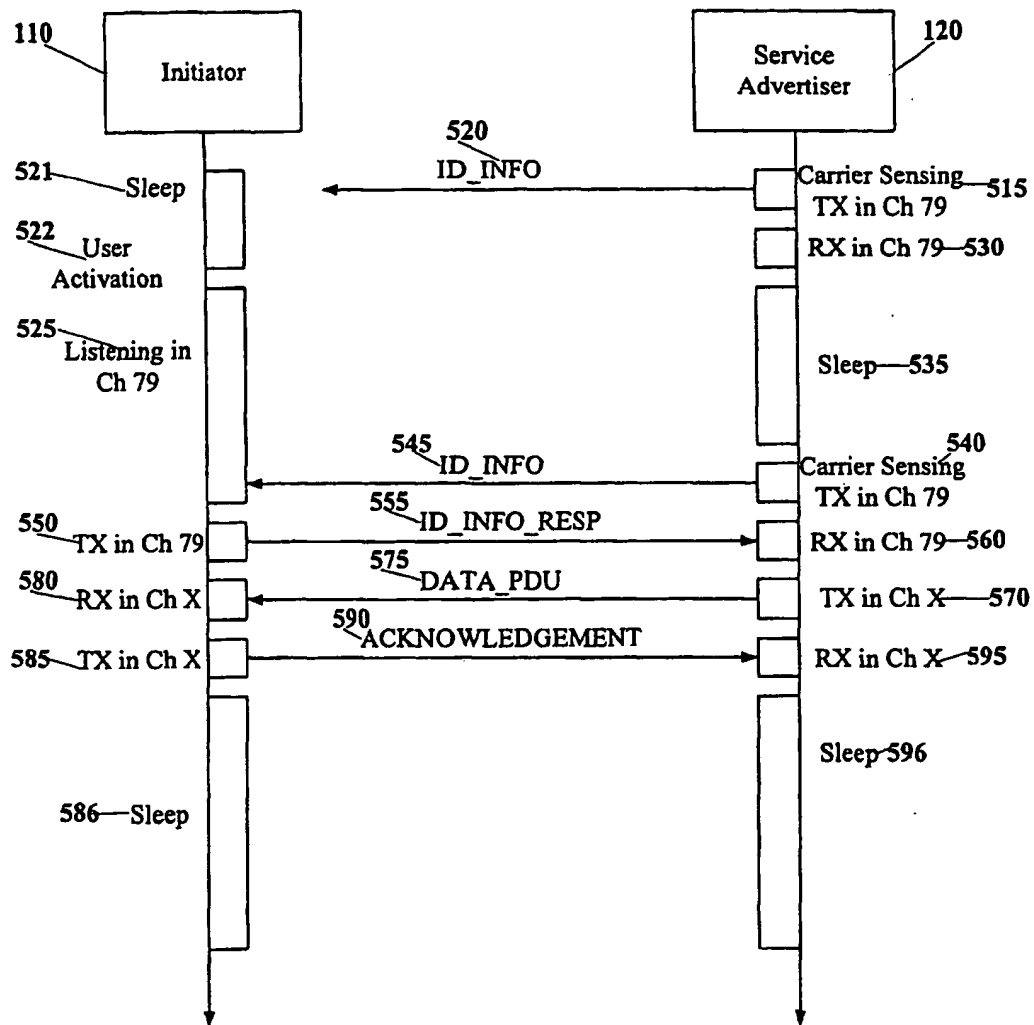 110
Initiator
Service
Advertiser
120
520
ID_INFO
521
Sleep
Carrier Sensing
TX in Ch 79
515
522
User
Activation
RX in Ch 79
530
525
Listening in
Ch 79
Sleep
535
545
ID_INFO
540
Carrier Sensing
TX in Ch 79
550
TX in Ch 79
555
ID_INFO_RESP
RX in Ch 79
560
580
RX in Ch X
575
DATA_PDU
TX in Ch X
570
585
TX in Ch X
590
ACKNOWLEDGEMENT
RX in Ch X
595
Sleep
596
586
Sleep